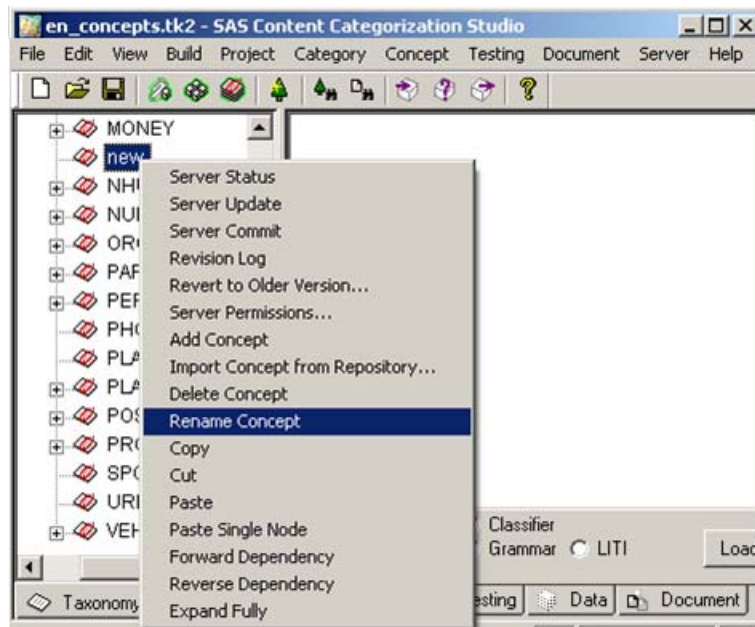 en_concepts.tk2 - SAS Content Categorization Studio
File Edit View Build Project Category Concept Testing Document Server Help
MONEY
new
Server Status
Server Update
Server Commit
Revision Log
Revert to Older Version...
Server Permissions...
Add Concept
Import Concept from Repository...
Delete Concept
Rename Concept
Copy
Cut
Paste
Paste Single Node
Forward Dependency
Reverse Dependency
Expand Fully
Classifier
Grammar LITI
Taxonomy
Data Document